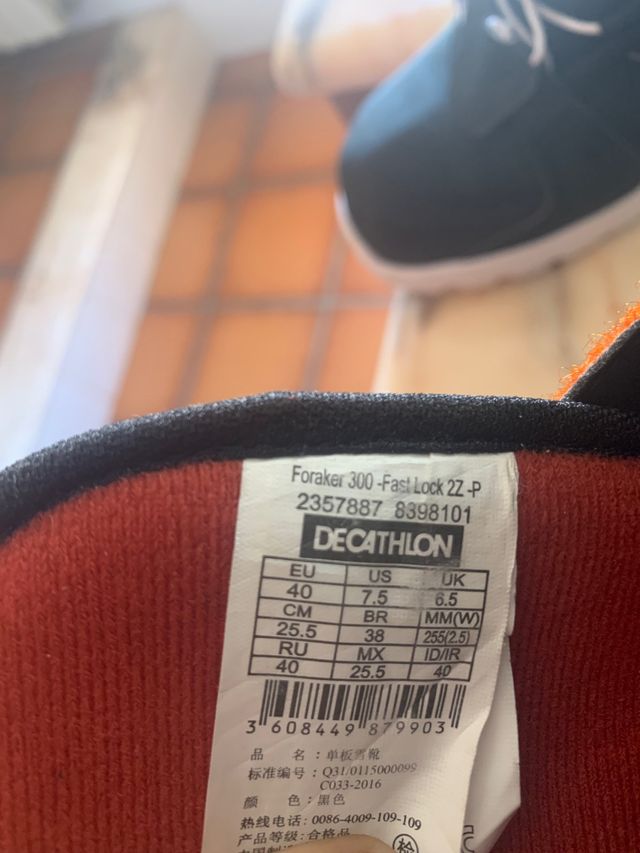 Foraker 300 -Fast Lock 2Z -P
2357887 8398101
DECATHLON
EU US UK
40 7.5 6.5
CM BR MM(W)
25.5 38 255(2.5)
RU MX ID/IR
40 25.5 40
3 608449 879903
品 名：单板雪靴
标准编号：Q31/0115000099
C033-2016
颜 色：黑色
热线电话：0086-4009-109-109
产品等级：合格品
检